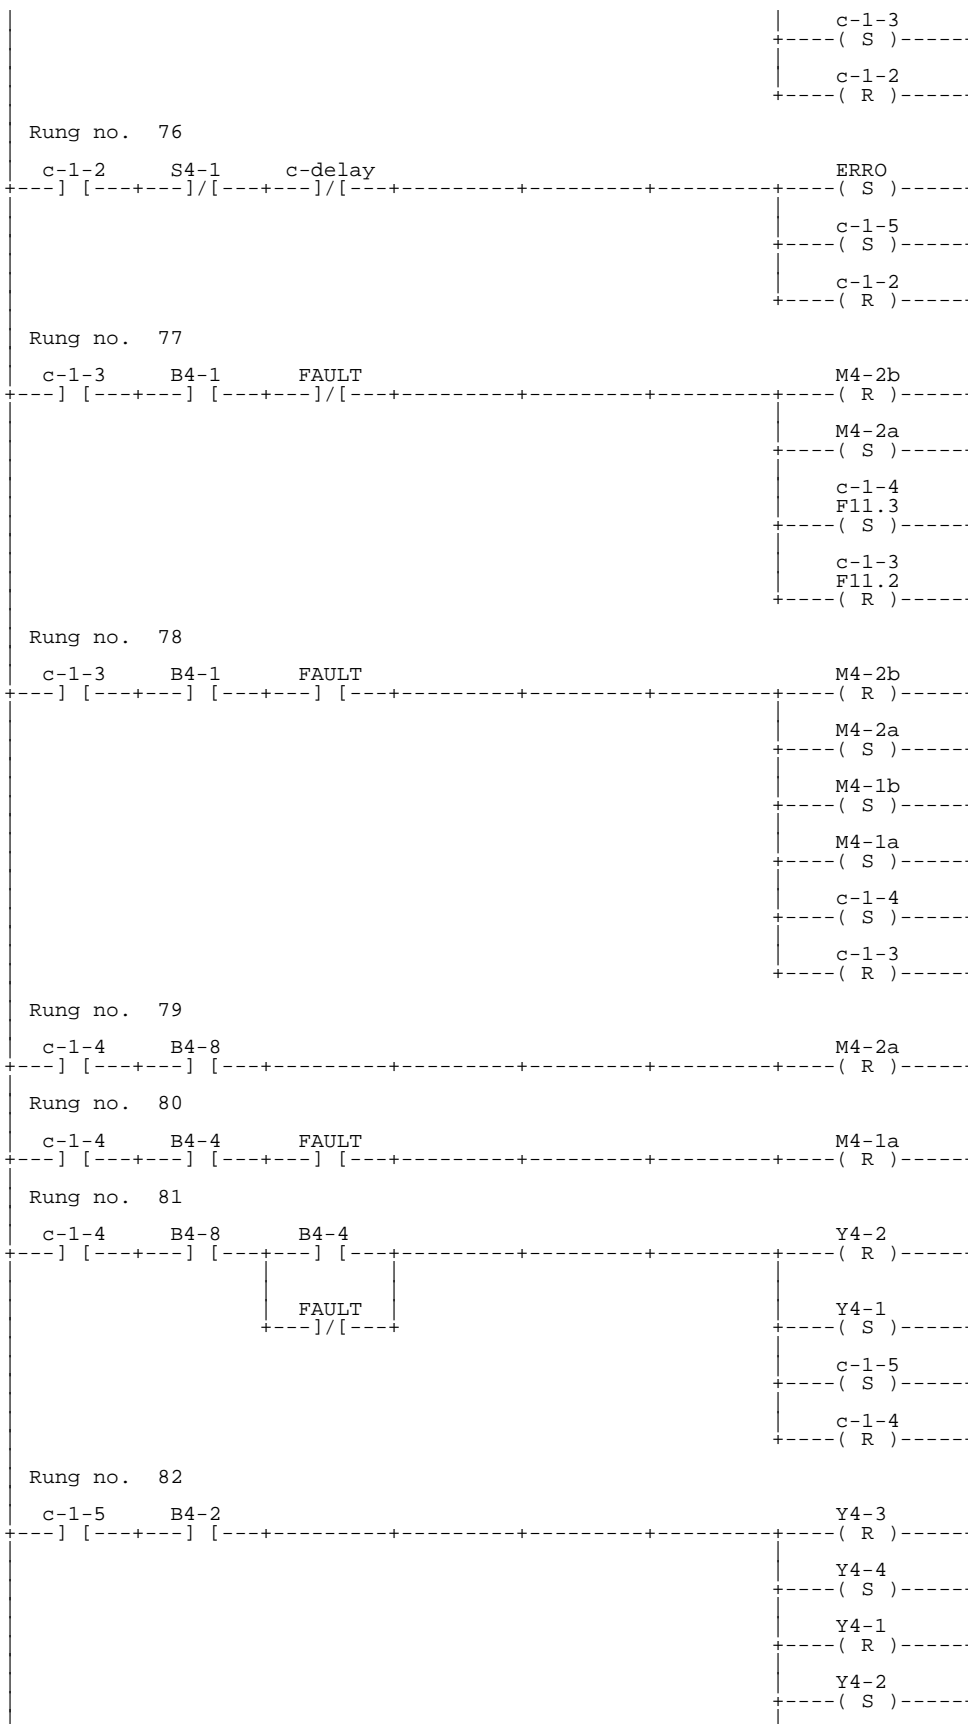 c-1-3
+----( S )------
c-1-2
+----( R )------
Rung no. 76
c-1-2 S4-1 c-delay ERRO
+---] [---+---]/[---+---]/[---+---------+---------+---------+----( S )------
c-1-5
+----( S )------
c-1-2
+----( R )------
Rung no. 77
c-1-3 B4-1 FAULT M4-2b
+---] [---+---] [---+---]/[---+---------+---------+---------+----( R )------
M4-2a
+----( S )------
c-1-4
F11.3
+----( S )------
c-1-3
F11.2
+----( R )------
Rung no. 78
c-1-3 B4-1 FAULT M4-2b
+---] [---+---] [---+---] [---+---------+---------+---------+----( R )------
M4-2a
+----( S )------
M4-1b
+----( S )------
M4-1a
+----( S )------
c-1-4
+----( S )------
c-1-3
+----( R )------
Rung no. 79
c-1-4 B4-8 M4-2a
+---] [---+---] [---+---------+---------+---------+---------+----( R )------
Rung no. 80
c-1-4 B4-4 FAULT M4-1a
+---] [---+---] [---+---] [---+---------+---------+---------+----( R )------
Rung no. 81
c-1-4 B4-8 B4-4 Y4-2
+---] [---+---] [---+---] [---+---------+---------+---------+----( R )------
FAULT Y4-1
+---]/[---+ +----( S )------
c-1-5
+----( S )------
c-1-4
+----( R )------
Rung no. 82
c-1-5 B4-2 Y4-3
+---] [---+---] [---+---------+---------+---------+---------+----( R )------
Y4-4
+----( S )------
Y4-1
+----( R )------
Y4-2
+----( S )------